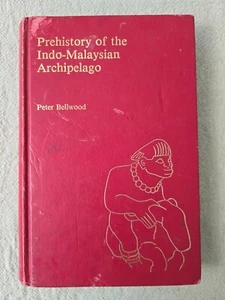 Prehistory of the
Indo-Malaysian
Archipelago
Peter Bellwood